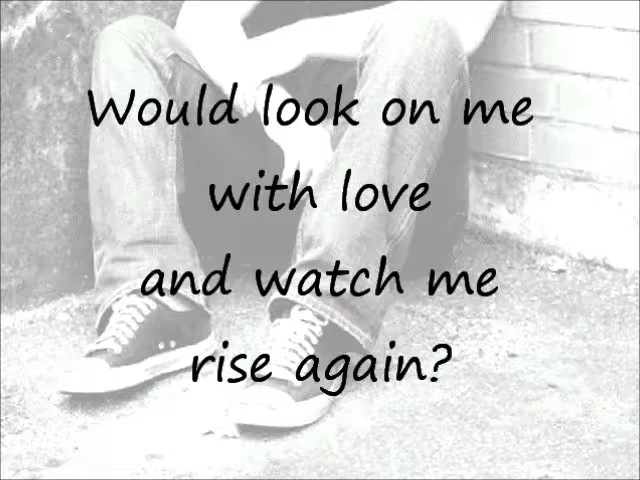 Would look on me
with love
and watch me
rise again?